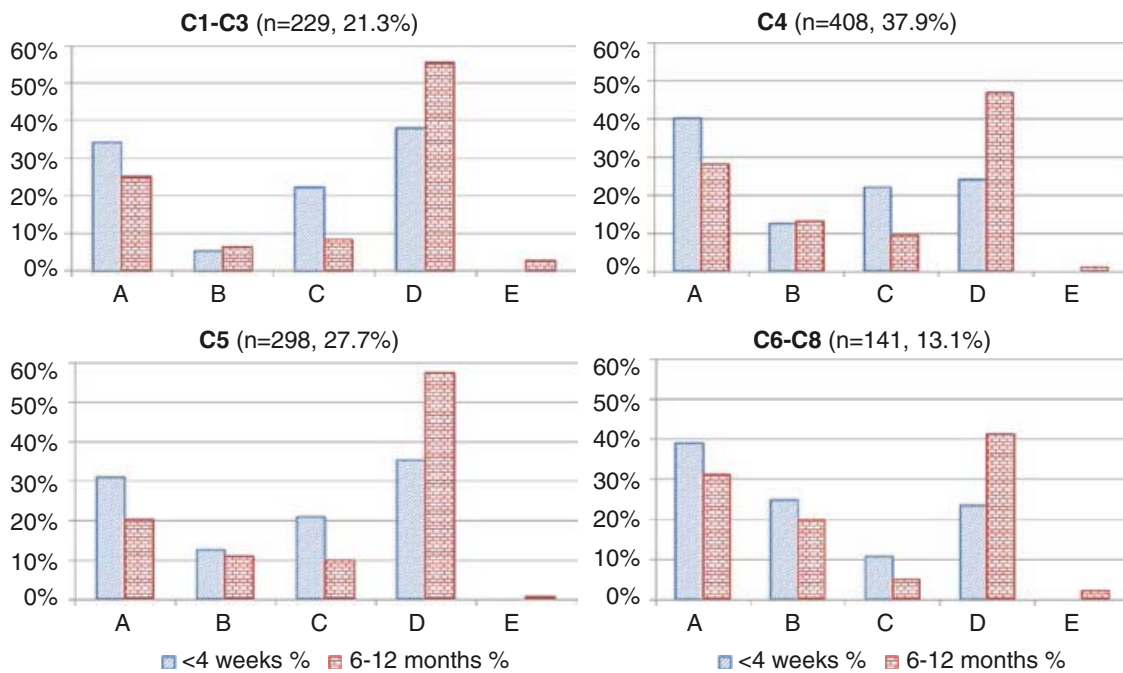 C1-C3 (n=229, 21.3%)
60%
50%
40%
30%
20%
10%
0%
A B C D E
C4 (n=408, 37.9%)
60%
50%
40%
30%
20%
10%
0%
A B C D E
C5 (n=298, 27.7%)
60%
50%
40%
30%
20%
10%
0%
A B C D E
<4 weeks % 6-12 months %
C6-C8 (n=141, 13.1%)
60%
50%
40%
30%
20%
10%
0%
A B C D E
<4 weeks % 6-12 months %